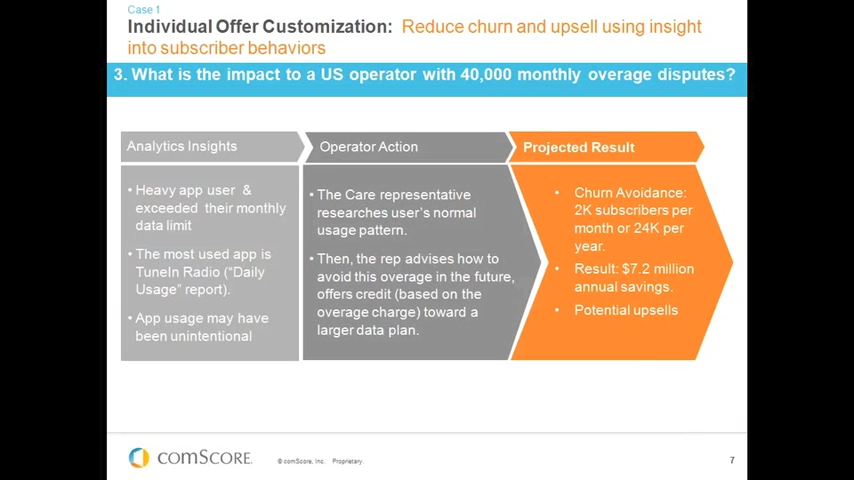 Case 1
Individual Offer Customization: Reduce churn and upsell using insight
into subscriber behaviors
3. What is the impact to a US operator with 40,000 monthly overage disputes?
Analytics Insights
• Heavy app user &
exceeded their monthly
data limit
• The most used app is
TuneIn Radio ("Daily
Usage" report).
• App usage may have
been unintentional
Operator Action
• The Care representative
researches user's normal
usage pattern.
• Then, the rep advises how to
avoid this overage in the future,
offers credit (based on the
overage charge) toward a
larger data plan.
Projected Result
• Churn Avoidance:
2K subscribers per
month or 24K per
year.
• Result: $7.2 million
annual savings.
• Potential upsells
comScore.
© comScore, Inc. Proprietary.
7